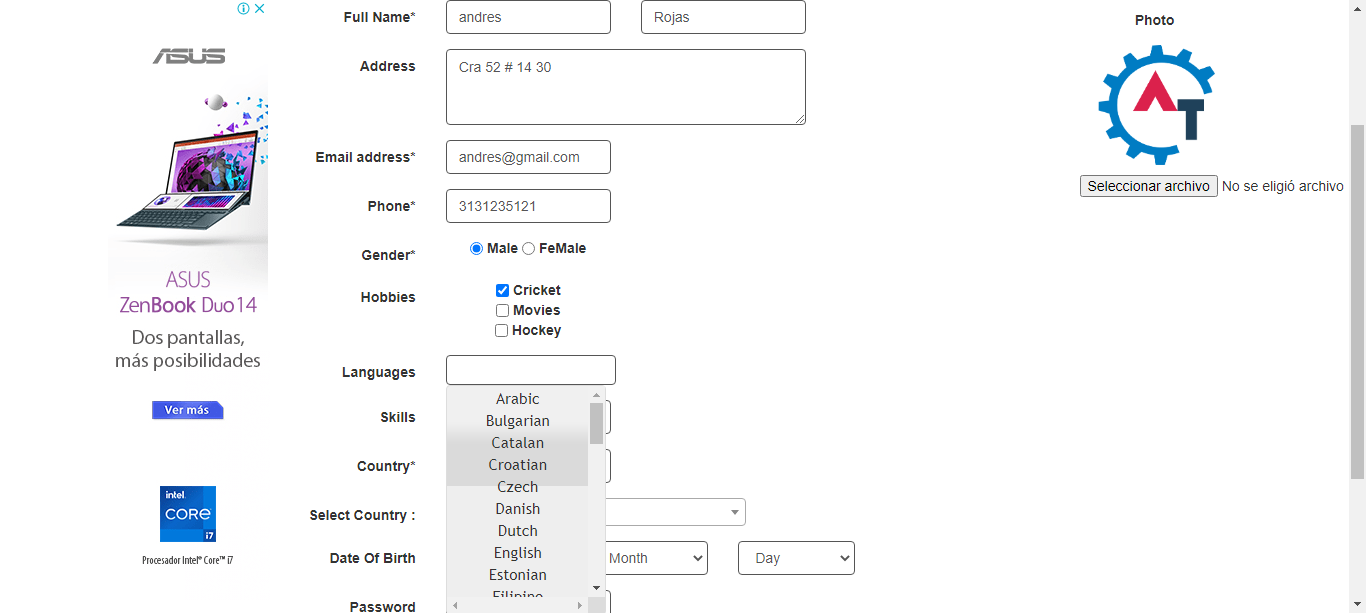 ASUS
ASUS
ZenBook Duo 14
Dos pantallas,
más posibilidades
Ver más
intel.
CORE
i7
Procesador Intel® Core™ i7
Full Name*
andres
Rojas
Address
Cra 52 # 14 30
Email address*
andres@gmail.com
Phone*
3131235121
Gender*
Male
FeMale
Hobbies
Cricket
Movies
Hockey
Languages
Arabic
Bulgarian
Catalan
Croatian
Czech
Danish
Dutch
English
Estonian
Filipino
Skills
Country*
Select Country :
Date Of Birth
Month
Day
Password
Photo
AT
Seleccionar archivo No se eligió archivo